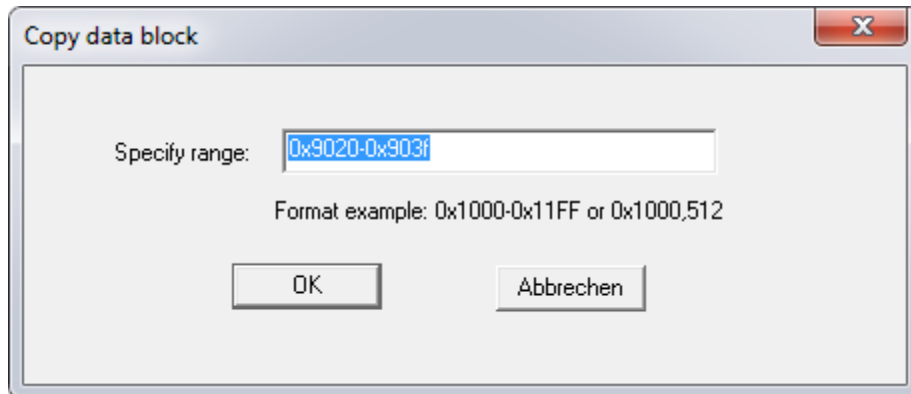 Copy data block
Specify range: 0x9020-0x903f
Format example: 0x1000-0x11FF or 0x1000,512
OK Abbrechen